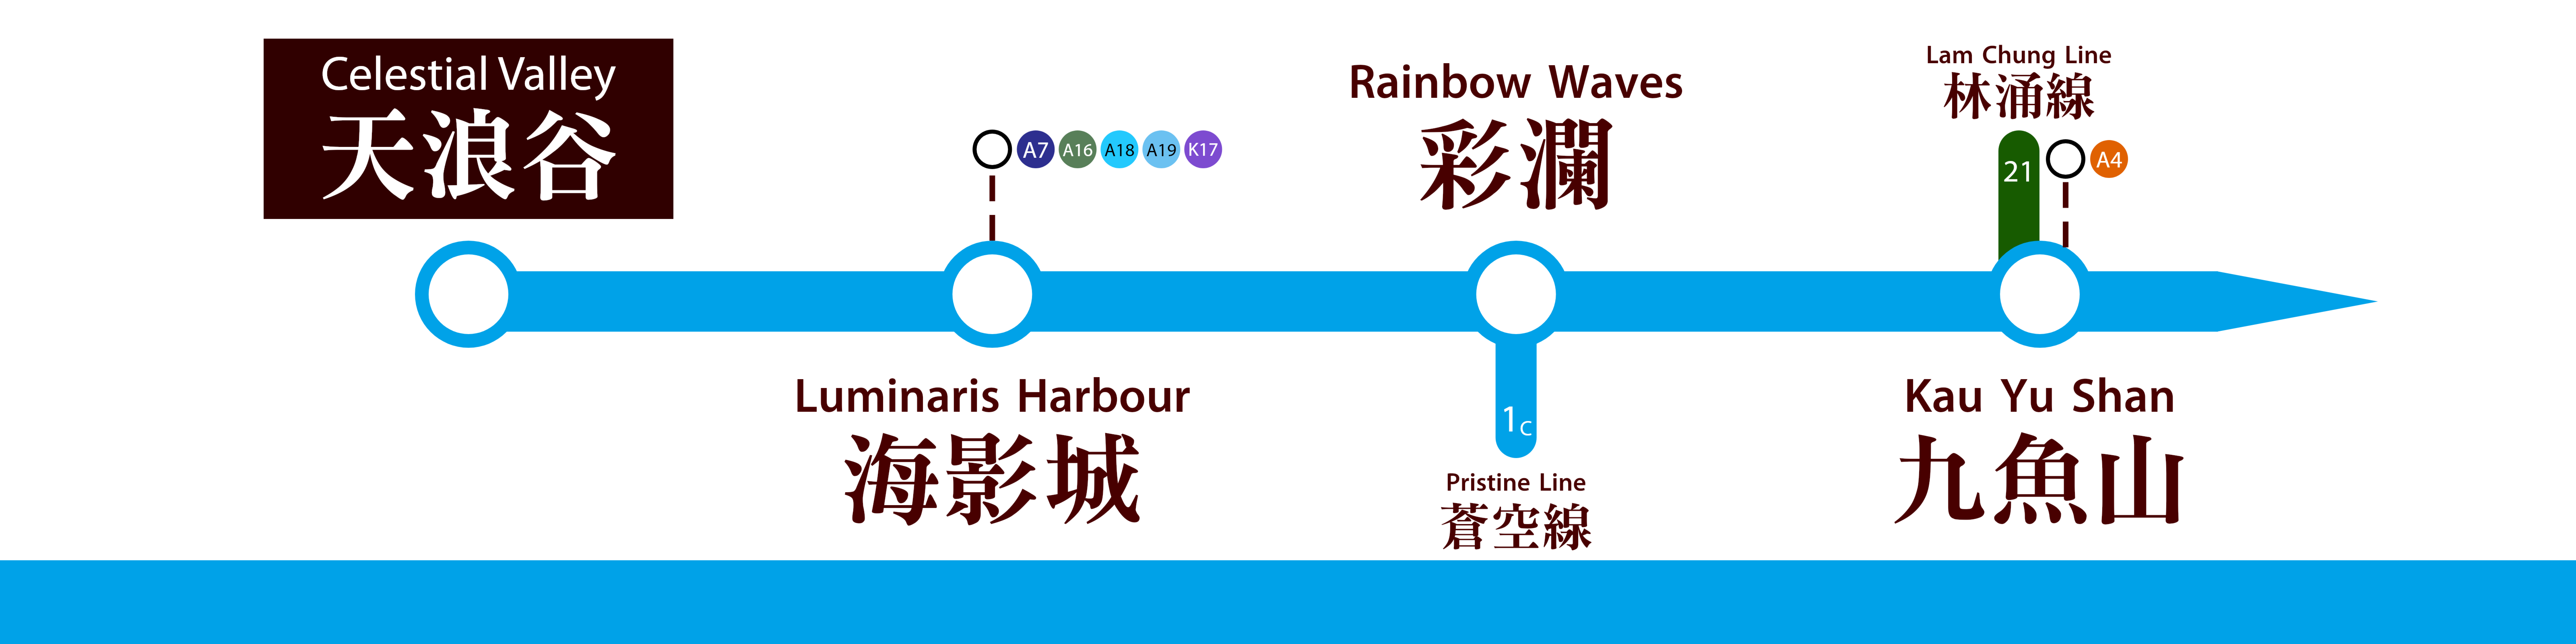 Celestial Valley
天浪谷
A7 A16 A18 A19 K17
Luminaris Harbour
海影城
Rainbow Waves
彩瀾
1c
Pristine Line
蒼空線
Lam Chung Line
林涌線
21 A4
Kau Yu Shan
九魚山